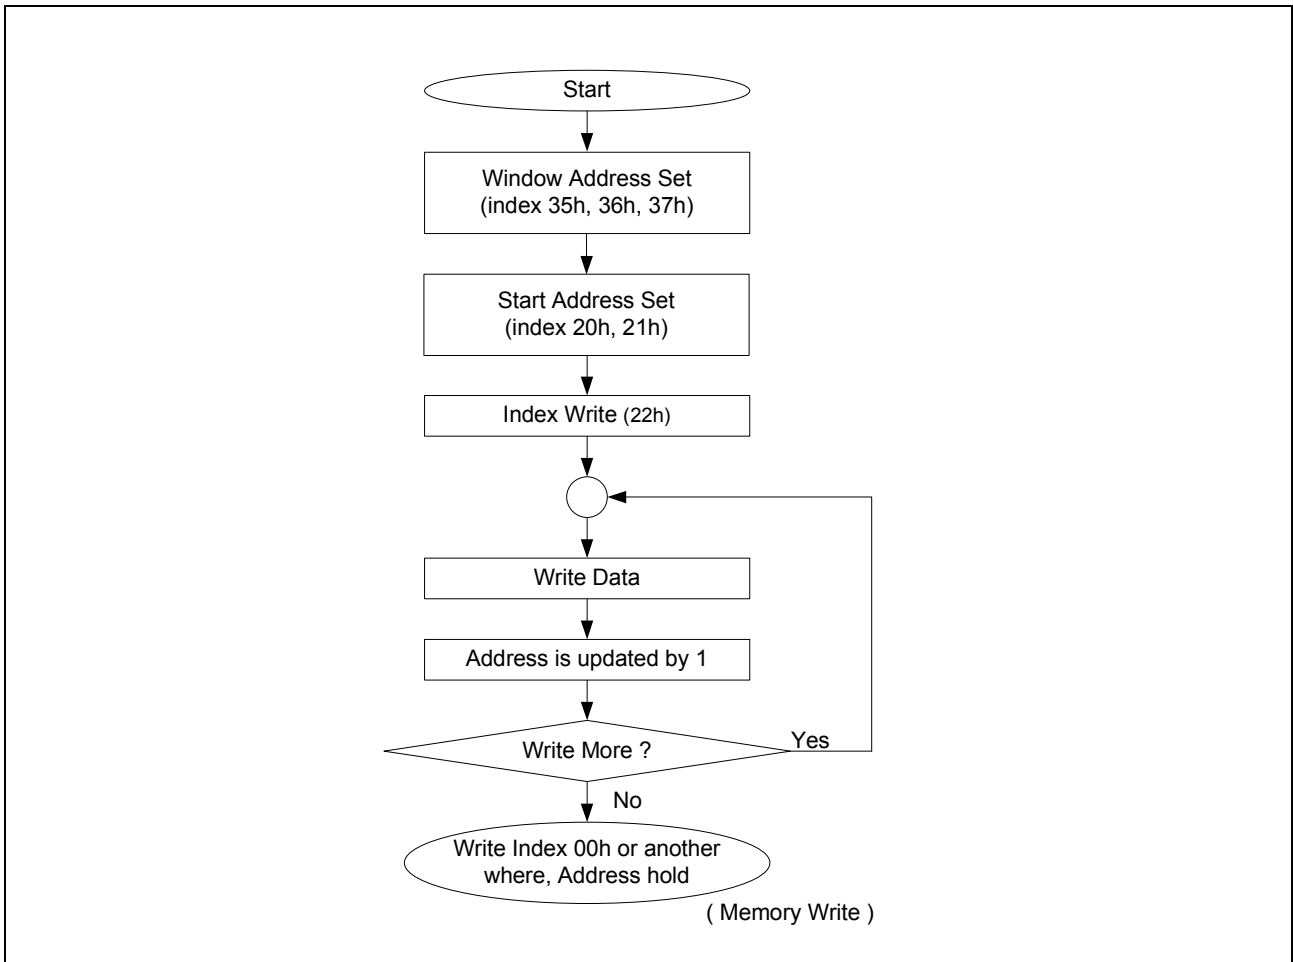 Start
Window Address Set
(index 35h, 36h, 37h)
Start Address Set
(index 20h, 21h)
Index Write (22h)
Write Data
Address is updated by 1
Write More ?
Yes
No
Write Index 00h or another
where, Address hold
( Memory Write )